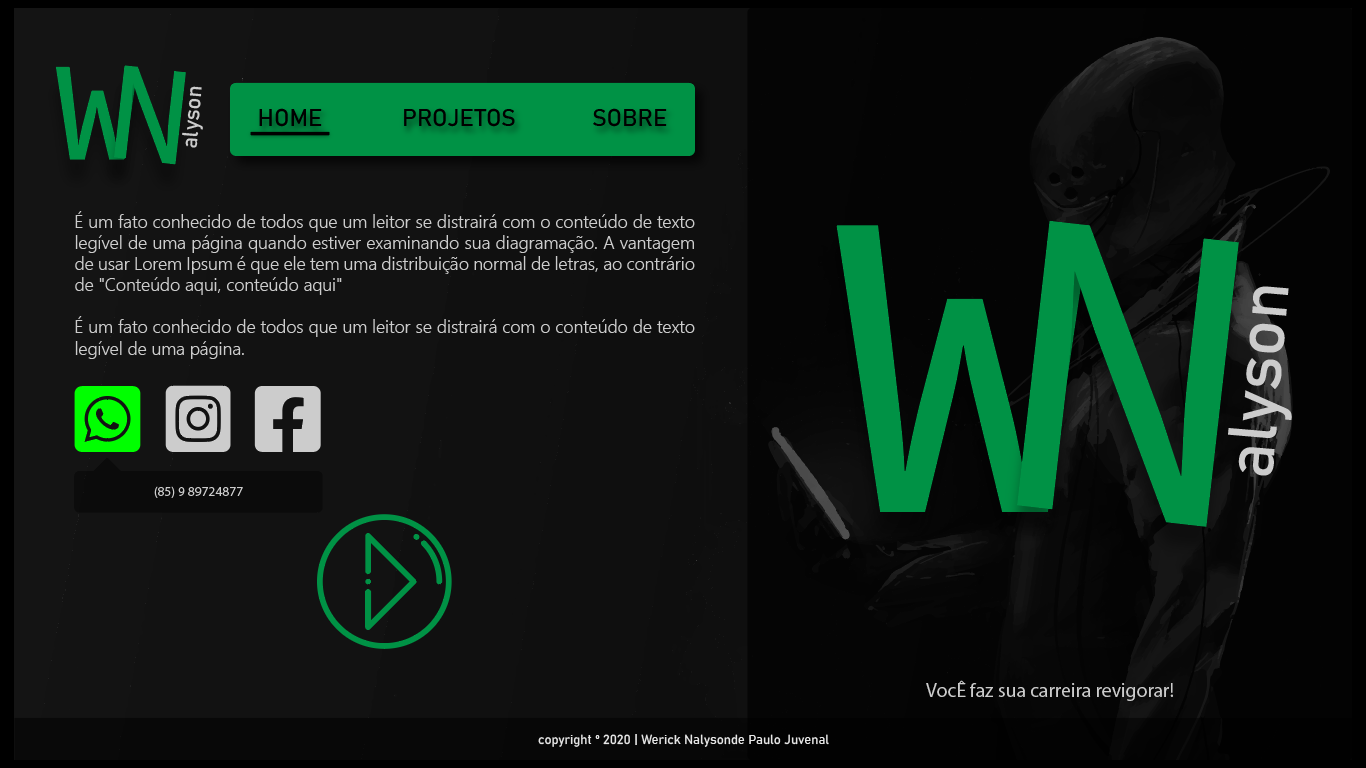 WN
alyson
HOME PROJETOS SOBRE
É um fato conhecido de todos que um leitor se distrairá com o conteúdo de texto
legível de uma página quando estiver examinando sua diagramação. A vantagem
de usar Lorem Ipsum é que ele tem uma distribuição normal de letras, ao contrário
de "Conteúdo aqui, conteúdo aqui"
É um fato conhecido de todos que um leitor se distrairá com o conteúdo de texto
legível de uma página.
(85) 9 89724877
WN
alyson
VocÊ faz sua carreira revigorar!
copyright ° 2020 | Werick Nalysonde Paulo Juvenal